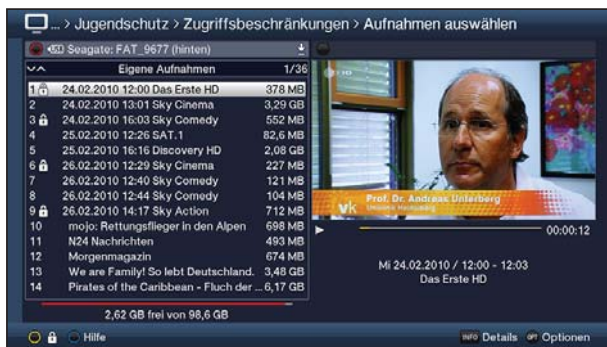 ... > Jugendschutz > Zugriffsbeschränkungen > Aufnahmen auswählen
Seagate: FAT_9677 (hinten)
Eigene Aufnahmen 1/36
1 24.02.2010 12:00 Das Erste HD 378 MB
2 24.02.2010 13:01 Sky Cinema 3,29 GB
3 24.02.2010 16:03 Sky Comedy 552 MB
4 25.02.2010 12:26 SAT.1 82,6 MB
5 25.02.2010 16:16 Discovery HD 2,08 GB
6 26.02.2010 12:29 Sky Cinema 227 MB
7 26.02.2010 12:40 Sky Comedy 121 MB
8 26.02.2010 12:44 Sky Comedy 104 MB
9 26.02.2010 14:17 Sky Action 712 MB
10 mojo: Rettungsflieger in den Alpen 698 MB
11 N24 Nachrichten 493 MB
12 Morgenmagazin 674 MB
13 We are Family! So lebt Deutschland. 3,48 GB
14 Pirates of the Caribbean - Fluch der ... 6,17 GB
2,62 GB frei von 98,6 GB
HD
vk Prof. Dr. Andreas Unterberg
00:00:12
Mi 24.02.2010 / 12:00 - 12:03
Das Erste HD
Hilfe
INFO Details OPT Optionen